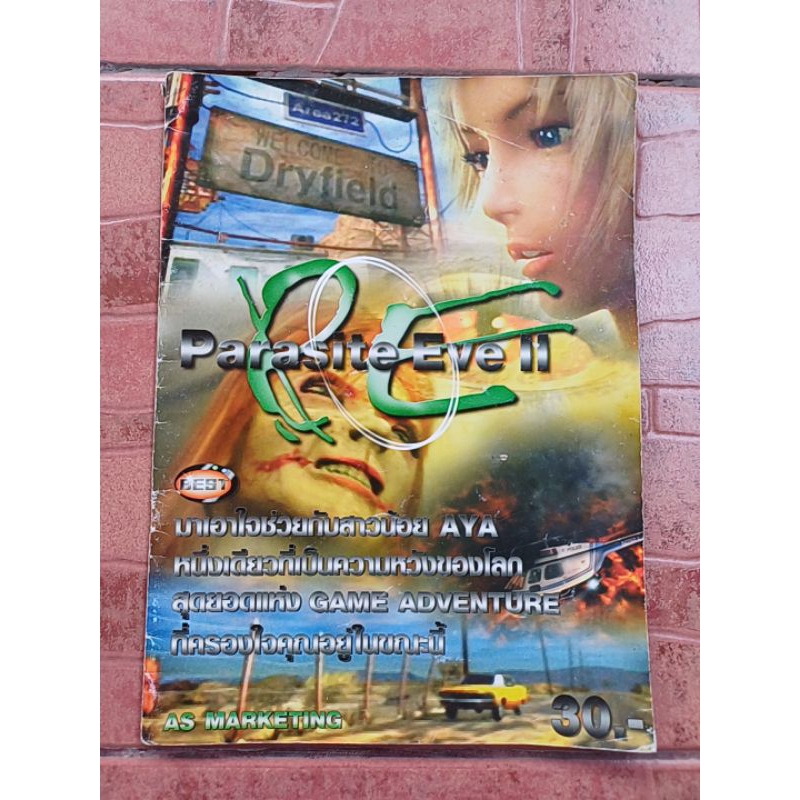 Area272
WELCOME TO
Dryfield
PE
Parasite Eve II
BEST
มาเอาใจช่วยกับสาวน้อย AYA
หนึ่งเดียวที่เป็นความหวังของโลก
สุดยอดแห่ง GAME ADVENTURE
ที่ครองใจคุณอยู่ในขณะนี้
AS MARKETING
30.-